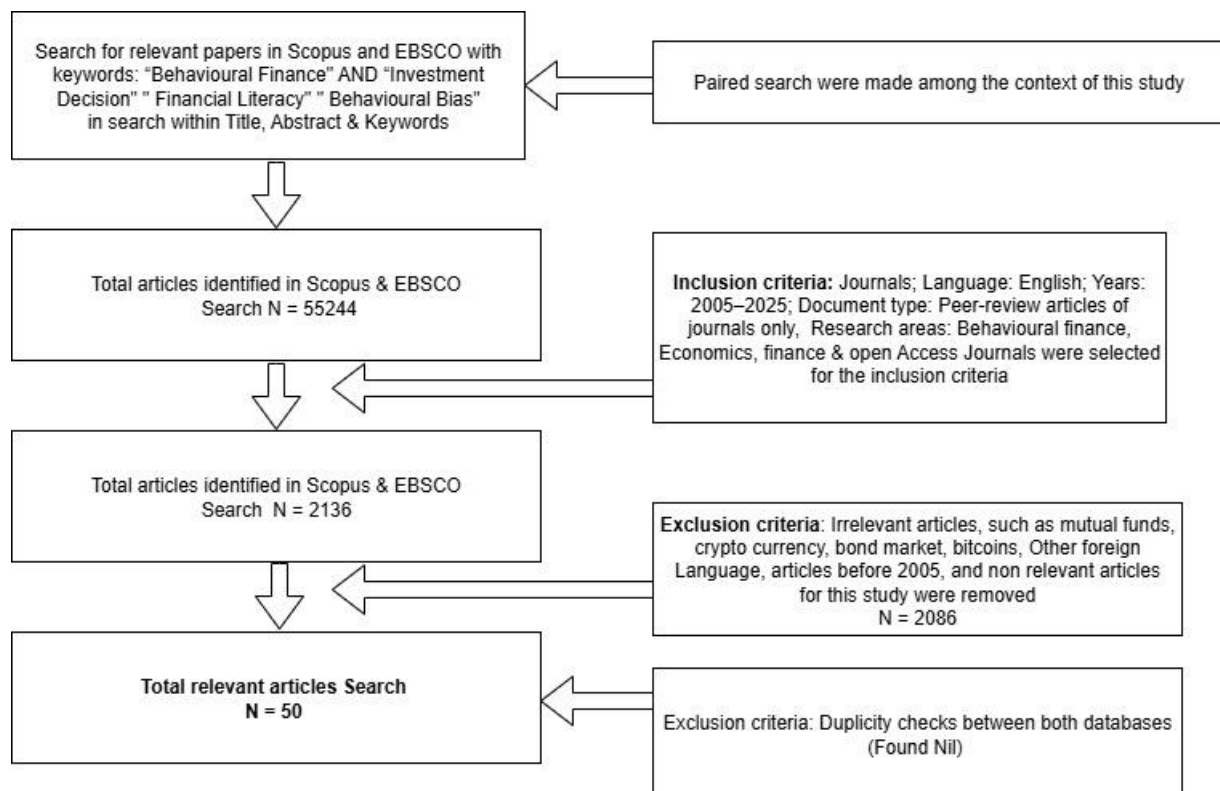 Search for relevant papers in Scopus and EBSCO with
keywords: “Behavioural Finance” AND “Investment
Decision” ” Financial Literacy” ” Behavioural Bias”
in search within Title, Abstract & Keywords
Paired search were made among the context of this study
Total articles identified in Scopus & EBSCO
Search N = 55244
Inclusion criteria: Journals; Language: English; Years:
2005–2025; Document type: Peer-review articles of
journals only, Research areas: Behavioural finance,
Economics, finance & open Access Journals were selected
for the inclusion criteria
Total articles identified in Scopus & EBSCO
Search N = 2136
Exclusion criteria: Irrelevant articles, such as mutual funds,
crypto currency, bond market, bitcoins, Other foreign
Language, articles before 2005, and non relevant articles
for this study were removed
N = 2086
Total relevant articles Search
N = 50
Exclusion criteria: Duplicity checks between both databases
(Found Nil)